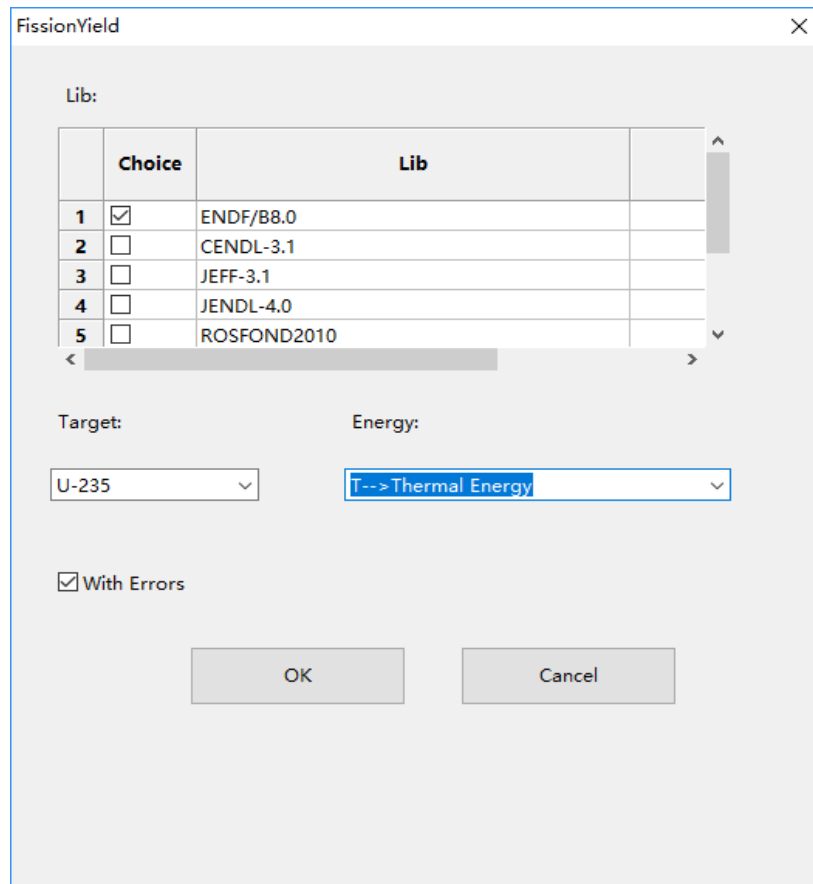 FissionYield
Lib:
Choice Lib
1 ENDF/B8.0
2 CENDL-3.1
3 JEFF-3.1
4 JENDL-4.0
5 ROSFOND2010
Target: Energy:
U-235 T-->Thermal Energy
With Errors
OK Cancel